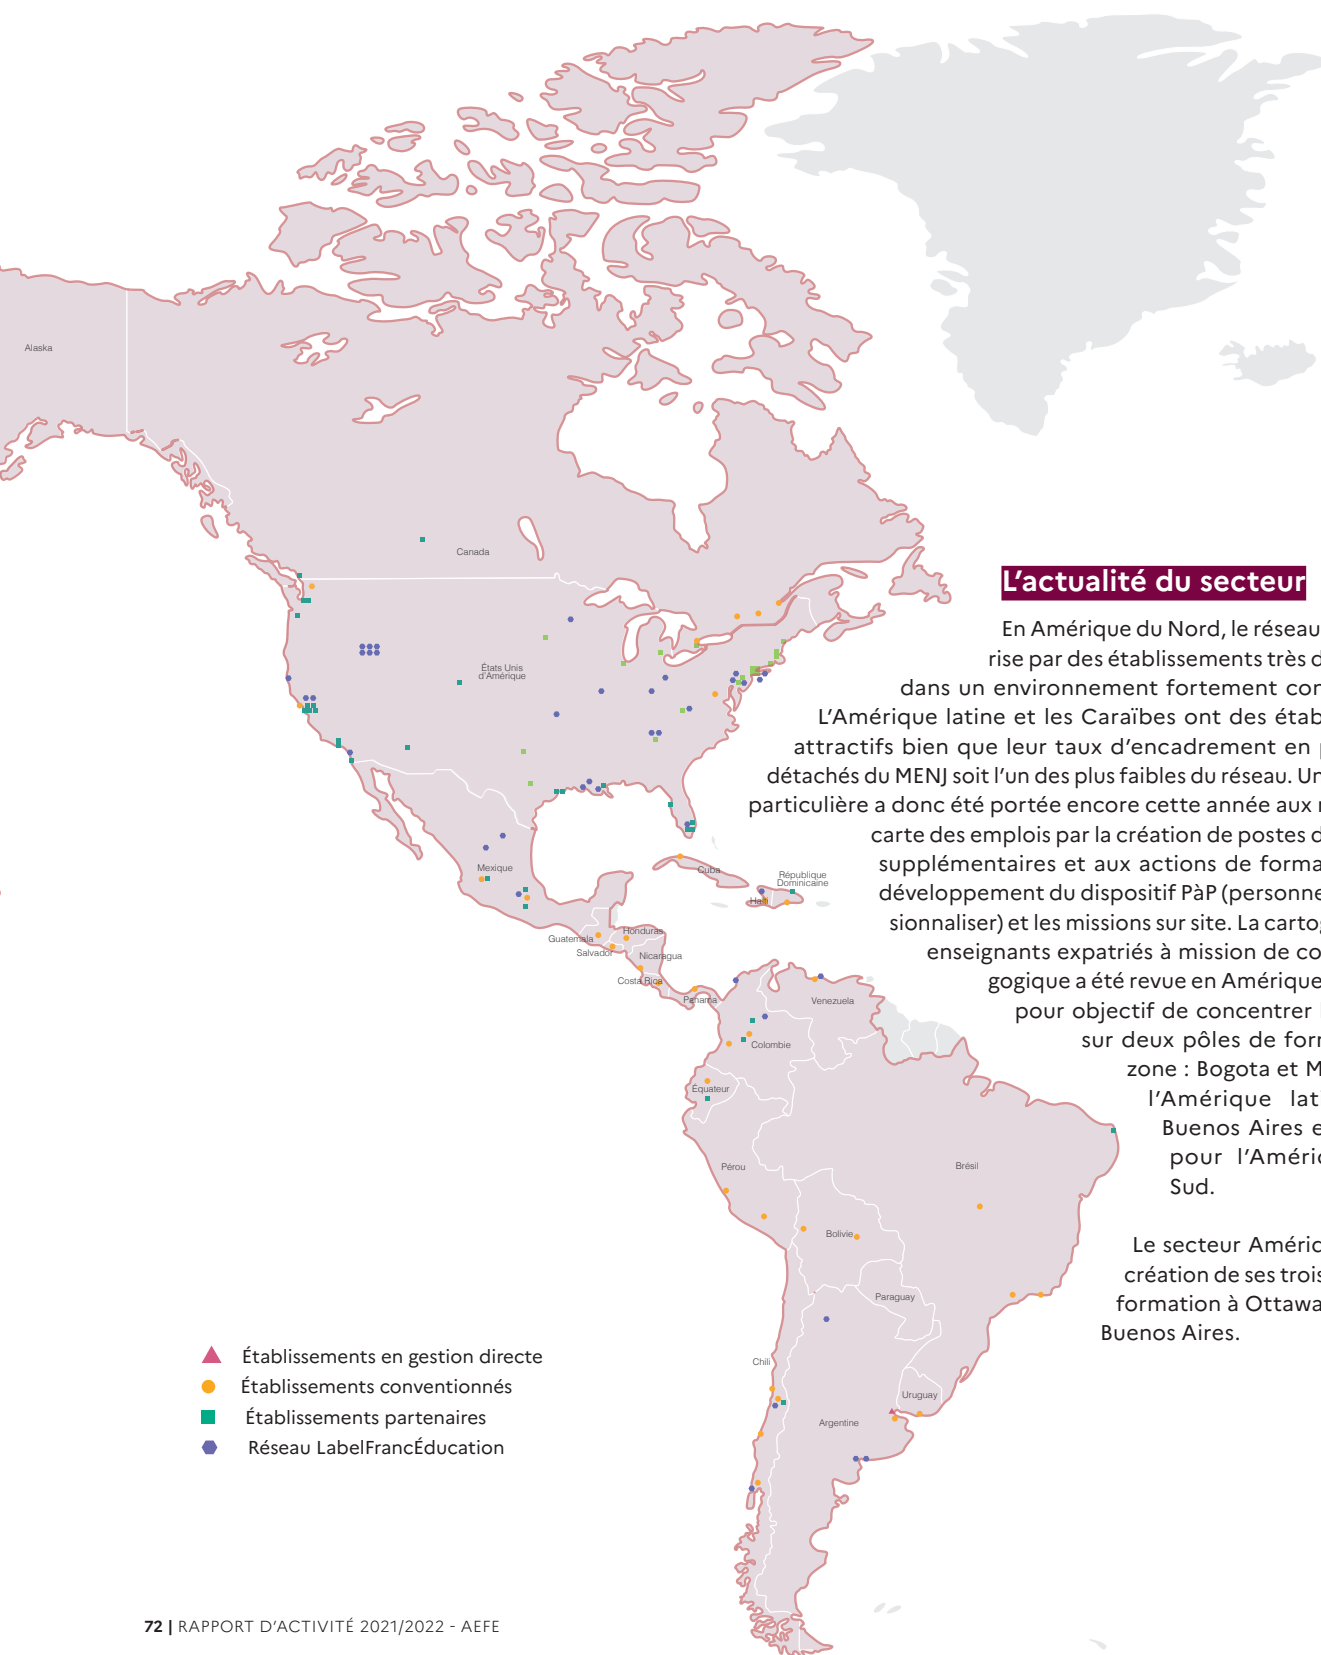 Alaska
Canada
États Unis
d'Amérique
Mexique
Cuba
République
Dominicaine
Haïti
Guatemala
Honduras
Salvador
Nicaragua
Costa Rica
Panama
Venezuela
Colombie
Équateur
Pérou
Brésil
Bolivie
Paraguay
Chili
Uruguay
Argentine
L'actualité du secteur
En Amérique du Nord, le réseau
rise par des établissements très d
dans un environnement fortement con
L'Amérique latine et les Caraïbes ont des étab
attractifs bien que leur taux d'encadrement en
détachés du MENJ soit l'un des plus faibles du réseau. Un
particulière a donc été portée encore cette année aux
carte des emplois par la création de postes d
supplémentaires et aux actions de forma
développement du dispositif PàP (personne
sionnaliser) et les missions sur site. La cartog
enseignants expatriés à mission de co
gogique a été revue en Amérique
pour objectif de concentrer
sur deux pôles de for
zone : Bogota et M
l'Amérique lat
Buenos Aires e
pour l'Améri
Sud.
Le secteur Améric
création de ses trois
formation à Ottawa
Buenos Aires.
Établissements en gestion directe
Établissements conventionnés
Établissements partenaires
Réseau LabelFrancÉducation
72 | RAPPORT D'ACTIVITÉ 2021/2022 - AEFE